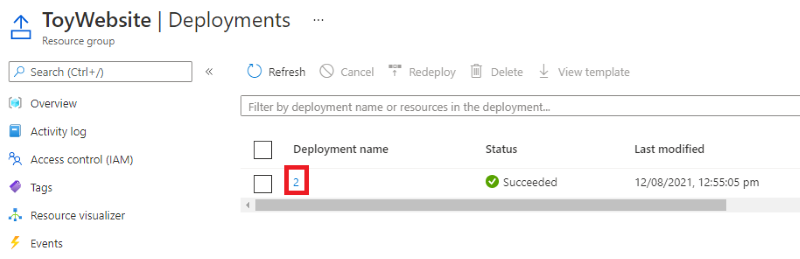 ToyWebsite | Deployments ...
Resource group
Search (Ctrl+/)
«
Refresh Cancel Redeploy Delete View template
Overview
Activity log
Access control (IAM)
Tags
Resource visualizer
Events
Filter by deployment name or resources in the deployment...
Deployment name Status Last modified
2 Succeeded 12/08/2021, 12:55:05 pm